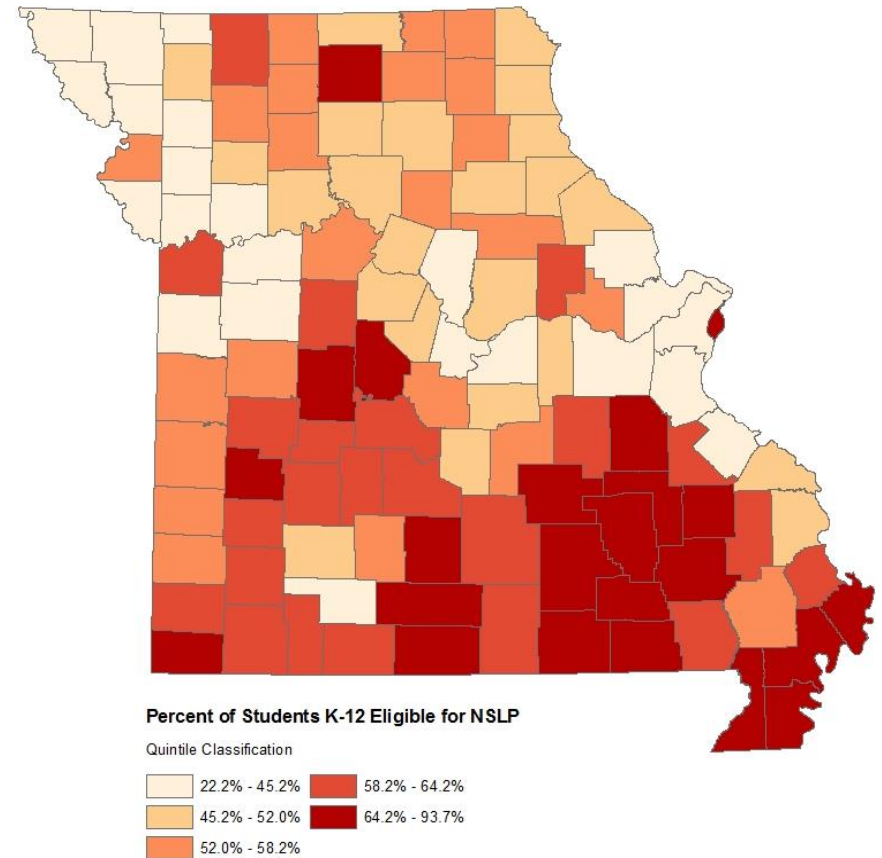 Percent of Students K-12 Eligible for NSLP
Quintile Classification
22.2% - 45.2% 58.2% - 64.2%
45.2% - 52.0% 64.2% - 93.7%
52.0% - 58.2%